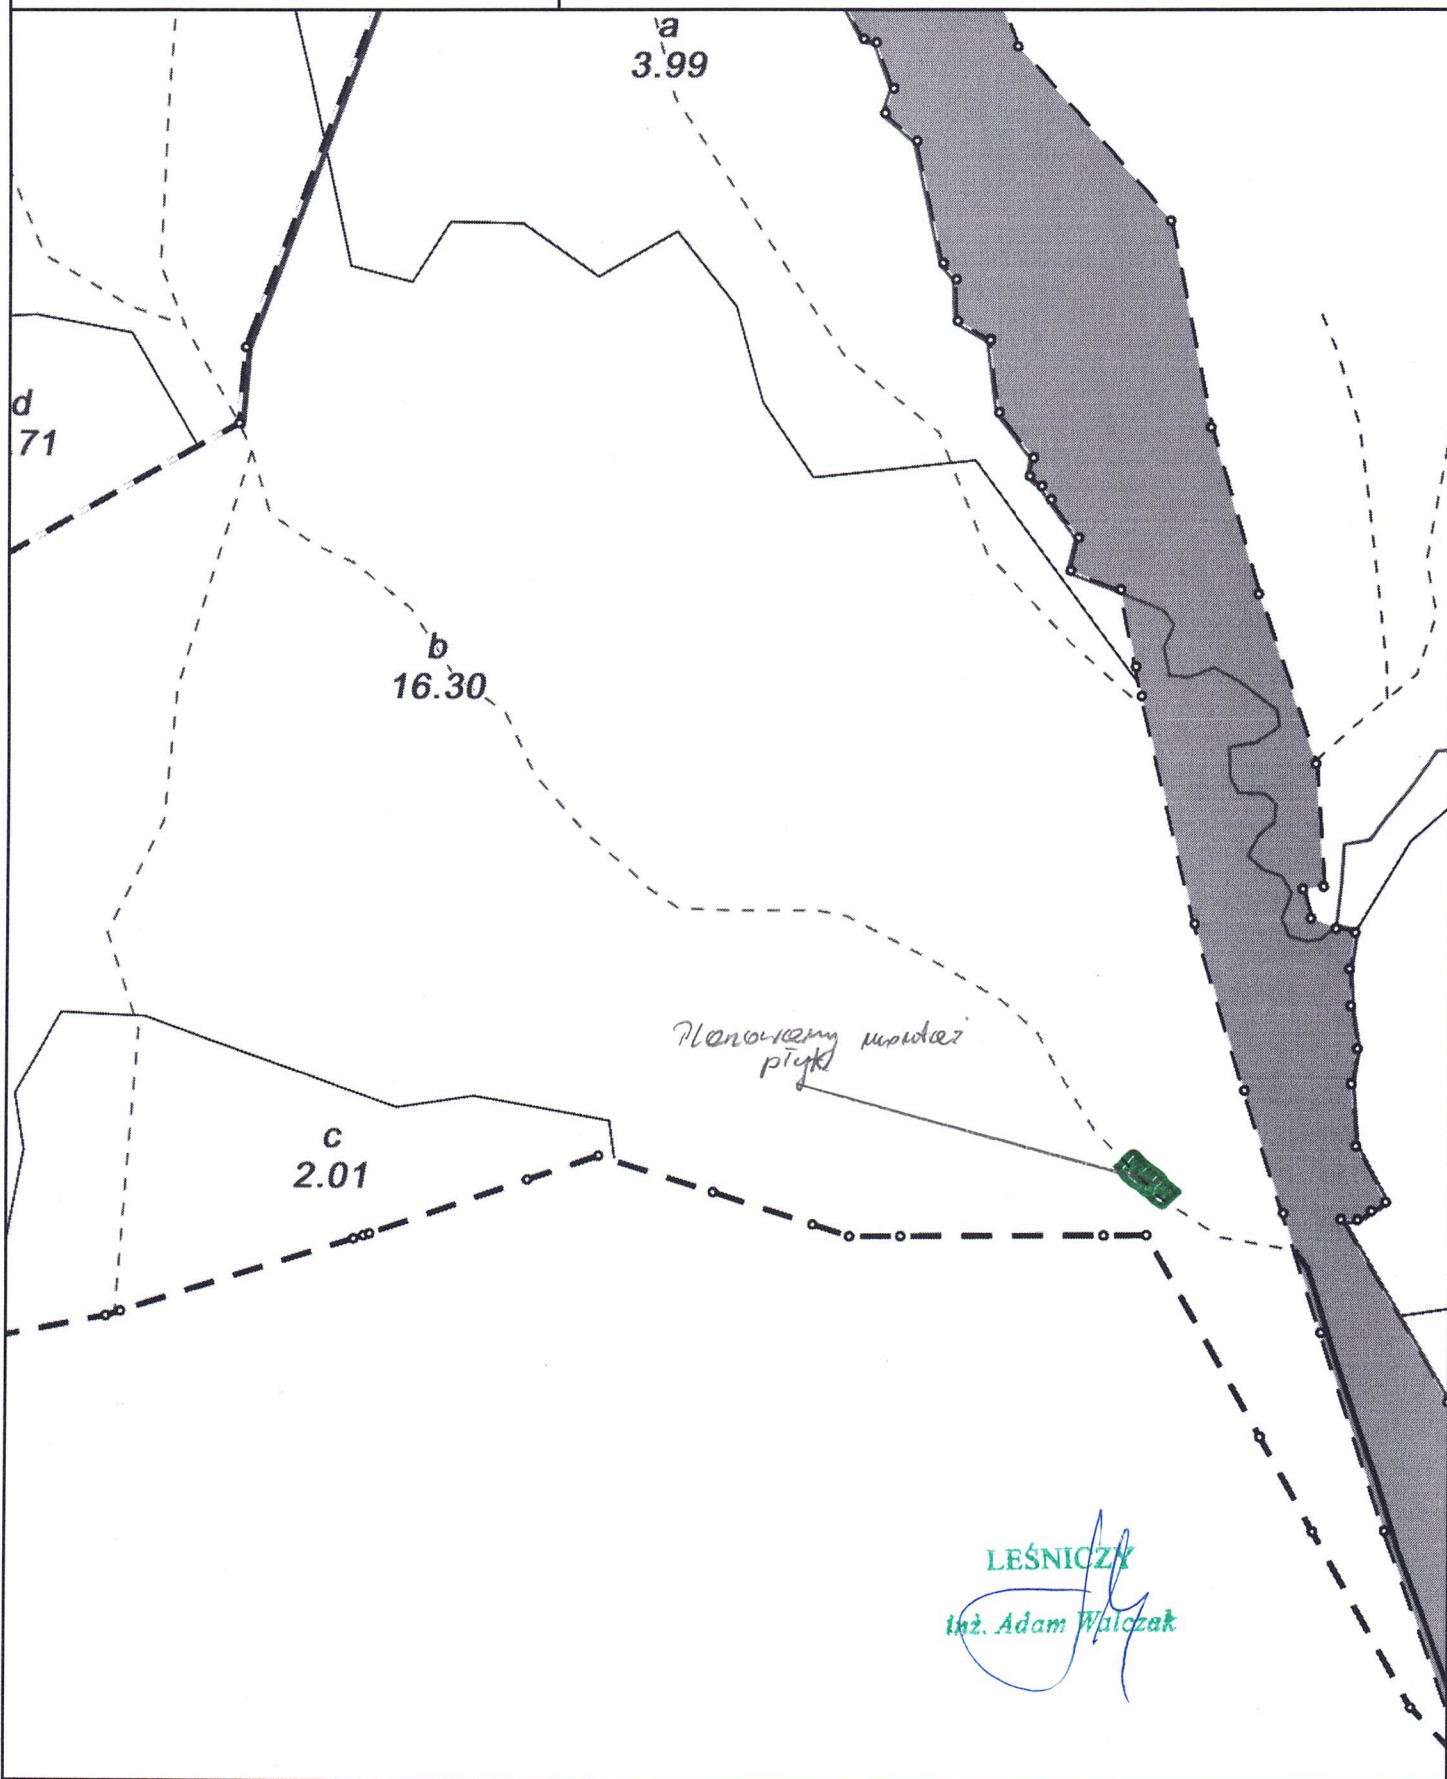 a
3.99
d
.71
b
16.30
Planowany montaż
płyt
c
2.01
LEŚNICZY
inż. Adam Walczak